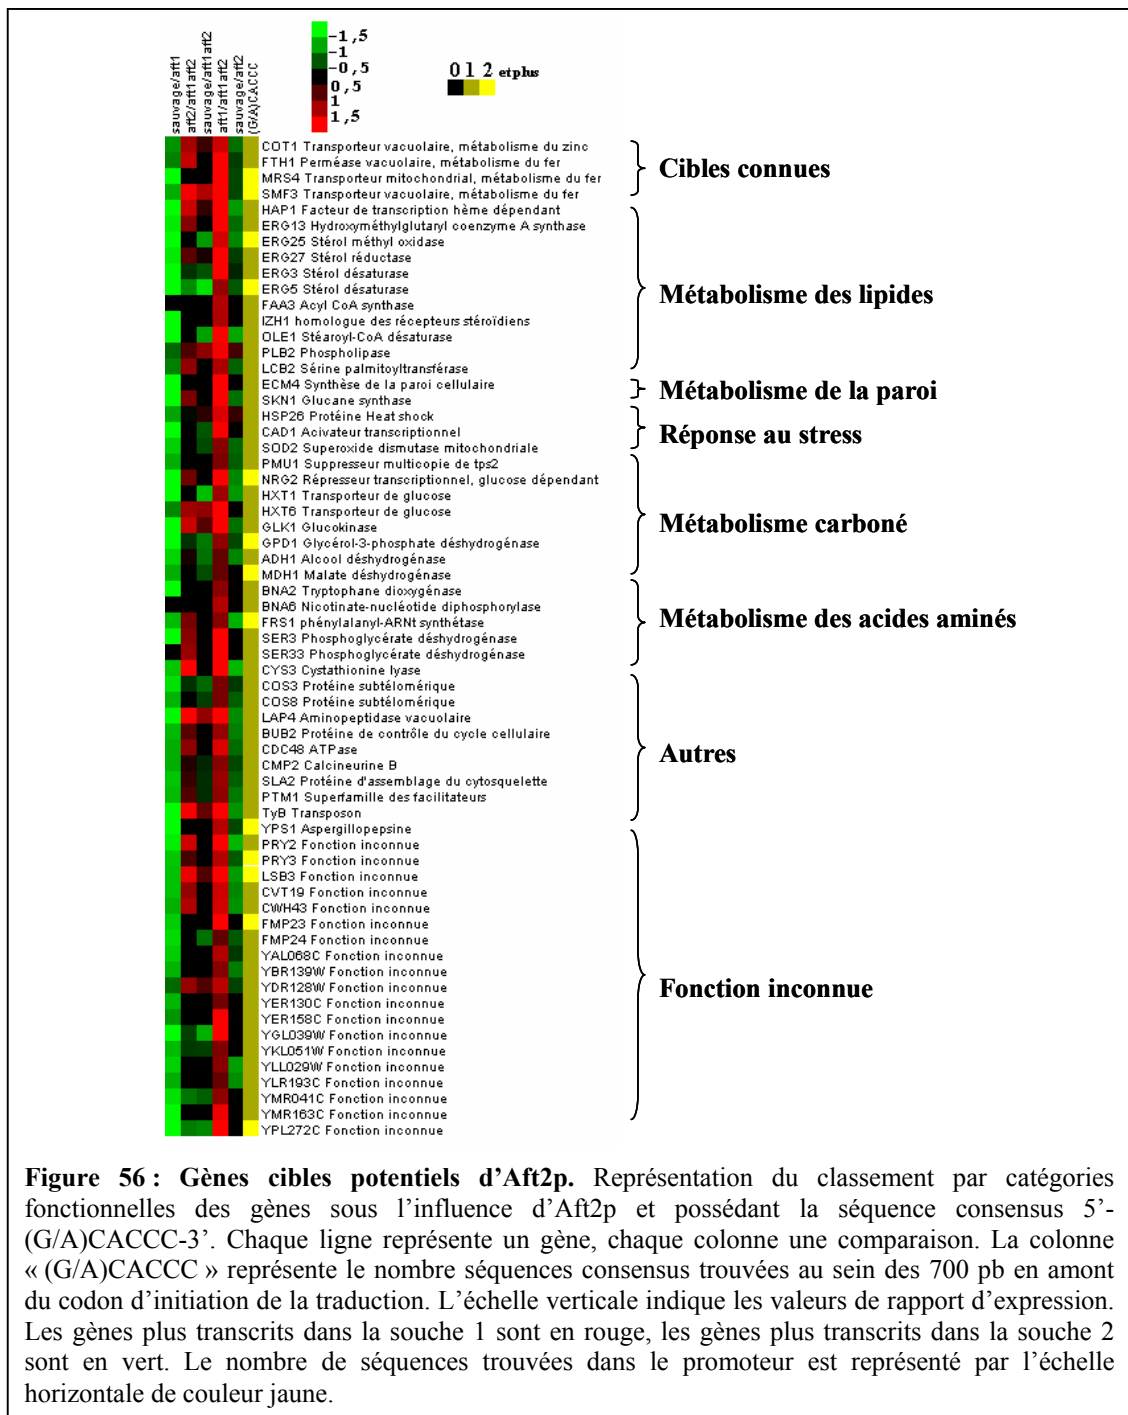 sauvage/aft1
aft2/aft1aft2
sauvage/aft1aft2
aft1/aft1aft2
sauvage/aft2
(G/A)CACCC
-1,5
-1
-0,5
0,5
1
1,5
0 1 2 et plus
COT1 Transporteur vacuolaire, métabolisme du zinc
FTH1 Perméase vacuolaire, métabolisme du fer
MRS4 Transporteur mitochondrial, métabolisme du fer
SMF3 Transporteur vacuolaire, métabolisme du fer
Cibles connues
HAP1 Facteur de transcription hème dépendant
ERG13 Hydroxyméthylglutaryl coenzyme A synthase
ERG25 Stérol méthyl oxidase
ERG27 Stérol réductase
ERG3 Stérol désaturase
ERG5 Stérol désaturase
FAA3 Acyl CoA synthase
IZH1 homologue des récepteurs stéroïdiens
OLE1 Stéaroyl-CoA désaturase
PLB2 Phospholipase
LCB2 Sérine palmitoyltransférase
Métabolisme des lipides
ECM4 Synthèse de la paroi cellulaire
SKN1 Glucane synthase
Métabolisme de la paroi
HSP26 Protéine Heat shock
CAD1 Acivateur transcriptionnel
SOD2 Superoxide dismutase mitochondriale
Réponse au stress
PMU1 Suppresseur multicopie de tps2
NRG2 Répresseur transcriptionnel, glucose dépendant
HXT1 Transporteur de glucose
HXT6 Transporteur de glucose
GLK1 Glucokinase
GPD1 Glycérol-3-phosphate déshydrogénase
ADH1 Alcool déshydrogénase
MDH1 Malate déshydrogénase
Métabolisme carboné
BNA2 Tryptophane dioxygénase
BNA6 Nicotinate-nucléotide diphosphorylase
FRS1 phénylalanyl-ARNt synthétase
SER3 Phosphoglycérate déshydrogénase
SER33 Phosphoglycérate déshydrogénase
CYS3 Cystathionine lyase
Métabolisme des acides aminés
COS3 Protéine subtélomérique
COS8 Protéine subtélomérique
LAP4 Aminopeptidase vacuolaire
BUB2 Protéine de contrôle du cycle cellulaire
CDC48 ATPase
CMP2 Calcineurine B
SLA2 Protéine d'assemblage du cytosquelette
PTM1 Superfamille des facilitateurs
TyB Transposon
Autres
YPS1 Aspergillopepsine
PRY2 Fonction inconnue
PRY3 Fonction inconnue
LSB3 Fonction inconnue
CVT19 Fonction inconnue
CWH43 Fonction inconnue
FMP23 Fonction inconnue
FMP24 Fonction inconnue
YAL068C Fonction inconnue
YBR139W Fonction inconnue
YDR128W Fonction inconnue
YER130C Fonction inconnue
YER158C Fonction inconnue
YGL039W Fonction inconnue
YKL051W Fonction inconnue
YLL029W Fonction inconnue
YLR193C Fonction inconnue
YMR041C Fonction inconnue
YMR163C Fonction inconnue
YPL272C Fonction inconnue
Fonction inconnue
Figure 56 : Gènes cibles potentiels d’Aft2p. Représentation du classement par catégories
fonctionnelles des gènes sous l’influence d’Aft2p et possédant la séquence consensus 5’-
(G/A)CACCC-3’. Chaque ligne représente un gène, chaque colonne une comparaison. La colonne
« (G/A)CACCC » représente le nombre séquences consensus trouvées au sein des 700 pb en amont
du codon d’initiation de la traduction. L’échelle verticale indique les valeurs de rapport d’expression.
Les gènes plus transcrits dans la souche 1 sont en rouge, les gènes plus transcrits dans la souche 2
sont en vert. Le nombre de séquences trouvées dans le promoteur est représenté par l’échelle
horizontale de couleur jaune.